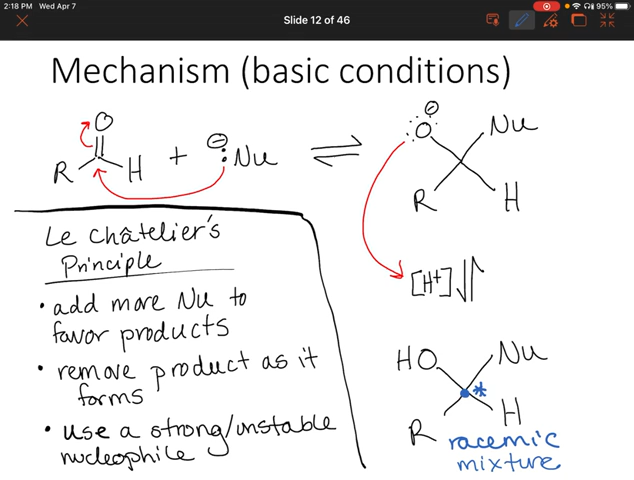 2:18 PM Wed Apr 7
95%
Slide 12 of 46
Mechanism (basic conditions)
O
R H + ⊖ : Nu ⇌
⊖
O Nu
R H
Le Châtelier's
Principle
• add more Nu to
favor products
• remove product as it
forms
• use a strong/unstable
nucleophile
[H+]
HO Nu
*
R H
racemic
mixture